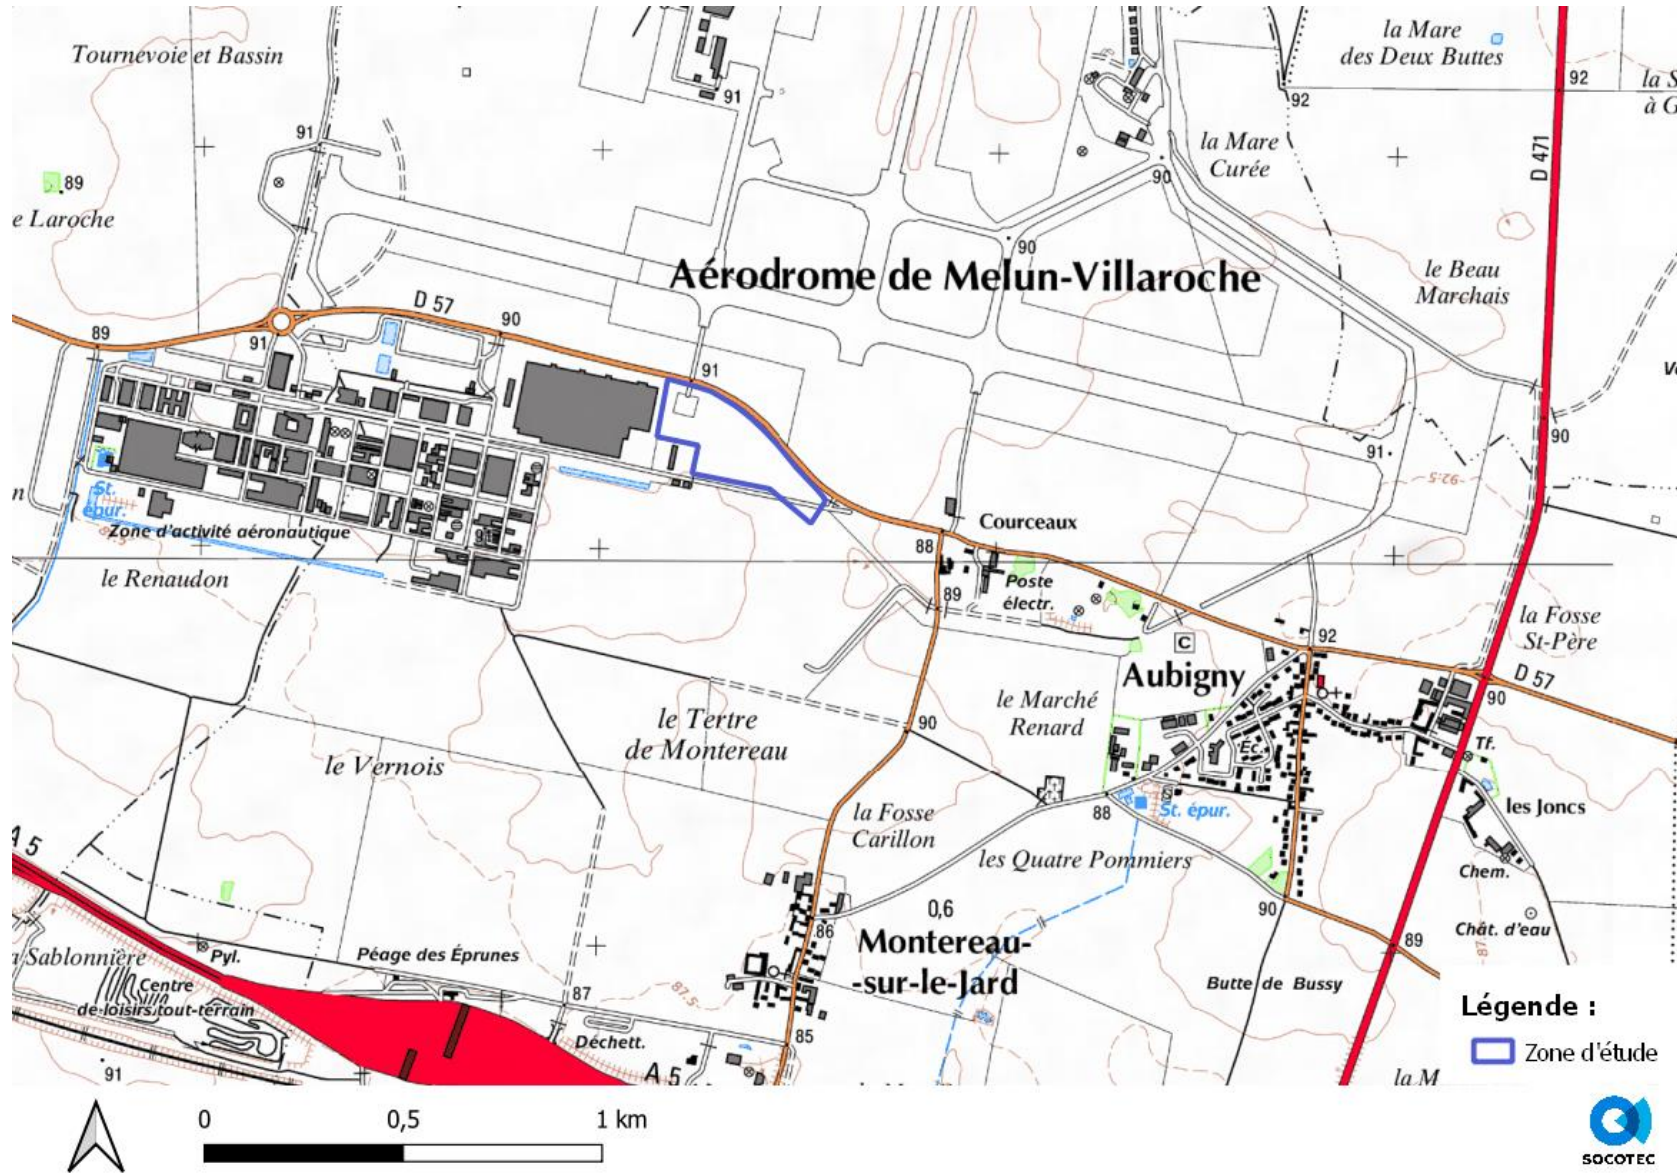 Tournevoie et Bassin
la Mare
des Deux Buttes
92
91
92
la Mare
Curée
91
D 471
89
90
e Laroche
90
Aérodrome de Melun-Villaroche
le Beau
Marchais
D 57
90
89
91
91
90
91
92.5
St.
épur.
Zone d'activité aéronautique
91
Courceaux
88
le Renaudon
Poste
électr.
89
la Fosse
St-Père
92
C
Aubigny
D 57
90
le Marché
Renard
le Tertre
de Montereau
90
Éc.
Tf.
le Vernois
88
St. épur.
les Joncs
la Fosse
Carillon
les Quatre Pommiers
A 5
Chem.
0,6
90
86
Chât. d'eau
89
Montereau-
-sur-le-Jard
Sablonnière
Pyl.
Péage des Éprunes
Centre
de loisirs tout-terrain
87
87.5
Butte de Bussy
Légende :
Déchett.
85
Zone d'étude
91
A 5
la M
0
0,5
1 km
SOCOTEC